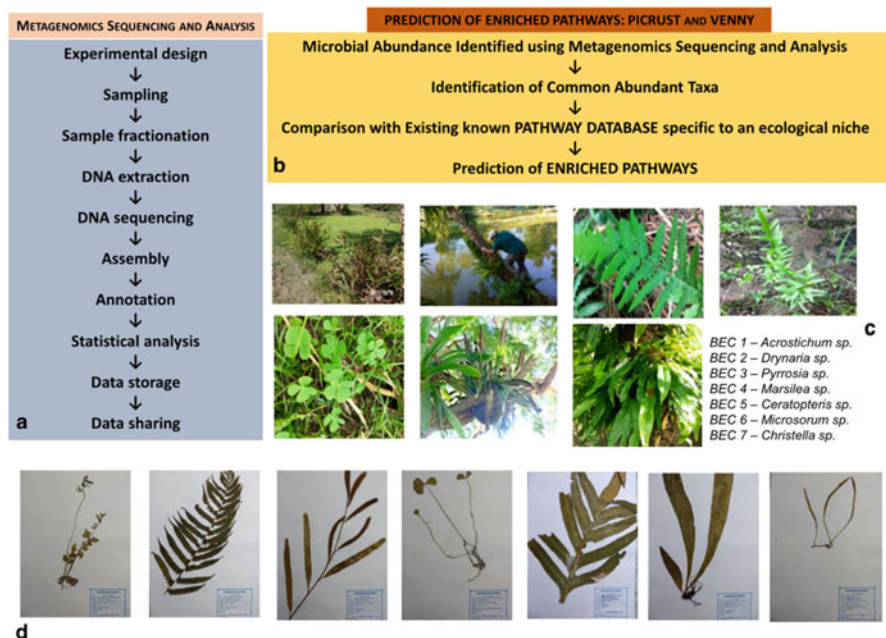 METAGENOMICS SEQUENCING AND ANALYSIS
Experimental design
↓
Sampling
↓
Sample fractionation
↓
DNA extraction
↓
DNA sequencing
↓
Assembly
↓
Annotation
↓
Statistical analysis
↓
Data storage
↓
Data sharing
a
PREDICTION OF ENRICHED PATHWAYS: PICRUST AND VENNY
Microbial Abundance Identified using Metagenomics Sequencing and Analysis
↓
Identification of Common Abundant Taxa
↓
Comparison with Existing known PATHWAY DATABASE specific to an ecological niche
↓
Prediction of ENRICHED PATHWAYS
b
c
BEC 1 – Acrostichum sp.
BEC 2 – Drynaria sp.
BEC 3 – Pyrrosia sp.
BEC 4 – Marsilea sp.
BEC 5 – Ceratopteris sp.
BEC 6 – Microsorum sp.
BEC 7 – Christella sp.
d